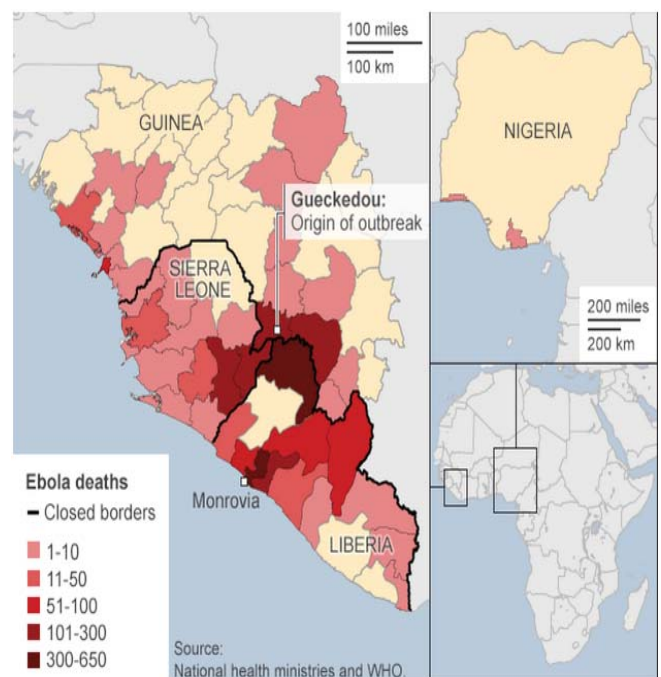 100 miles
100 km
GUINEA
Gueckedou:
Origin of outbreak
SIERRA
LEONE
Ebola deaths
Closed borders
1-10
11-50
51-100
101-300
300-650
Monrovia
LIBERIA
Source:
National health ministries and WHO.
NIGERIA
200 miles
200 km